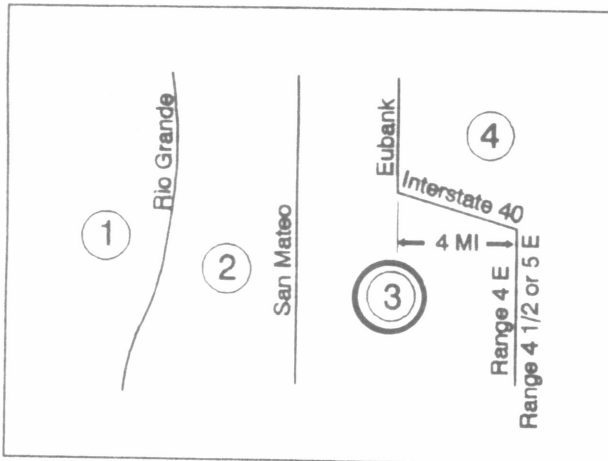 Rio Grande
1
2
San Mateo
Eubank
4
Interstate 40
4 MI
3
Range 4 E
Range 4 1/2 or 5 E